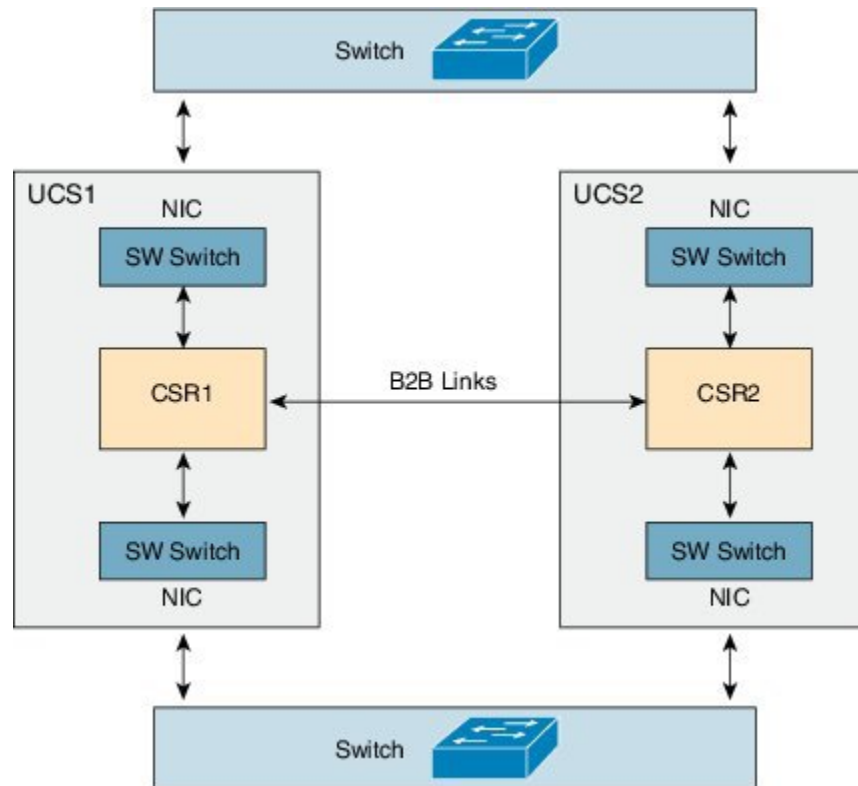 Switch
UCS1
NIC
SW Switch
CSR1
SW Switch
NIC
B2B Links
UCS2
NIC
SW Switch
CSR2
SW Switch
NIC
Switch